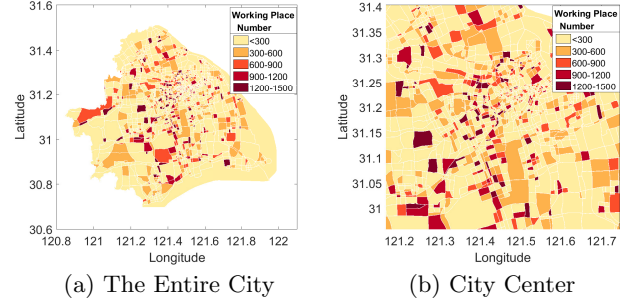 Working Place
Number
<300
300-600
600-900
900-1200
1200-1500
31.6
31.4
31.2
31
30.8
30.6
Latitude
120.8 121 121.2 121.4 121.6 121.8 122
Longitude
(a) The Entire City
Working Place
Number
<300
300-600
600-900
900-1200
1200-1500
31.4
31.35
31.3
31.25
31.2
31.15
31.1
31.05
31
Latitude
121.2 121.3 121.4 121.5 121.6 121.7
Longitude
(b) City Center